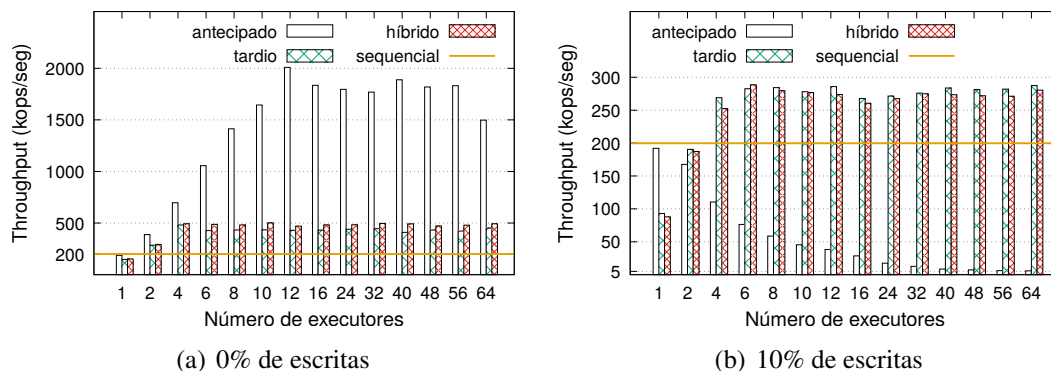 antecipado
híbrido
tardio
sequencial
2000
1500
1000
500
200
Throughput (kops/seg)
1 2 4 6 8 10 12 16 24 32 40 48 56 64
Número de executores
(a) 0% de escritas
antecipado
híbrido
tardio
sequencial
300
250
200
150
100
50
5
Throughput (kops/seg)
1 2 4 6 8 10 12 16 24 32 40 48 56 64
Número de executores
(b) 10% de escritas